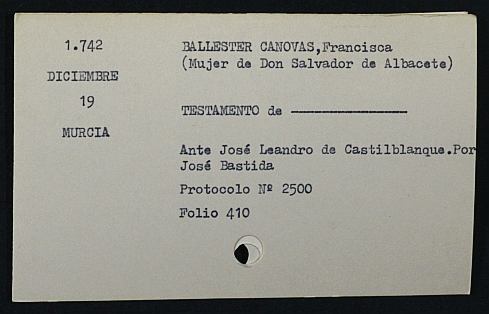 1.742
DICIEMBRE
19
MURCIA
BALLESTER CANOVAS,Francisca
(Mujer de Don Salvador de Albacete)
TESTAMENTO de ----------------
Ante José Leandro de Castilblanque.Por
José Bastida
Protocolo Nº 2500
Folio 410